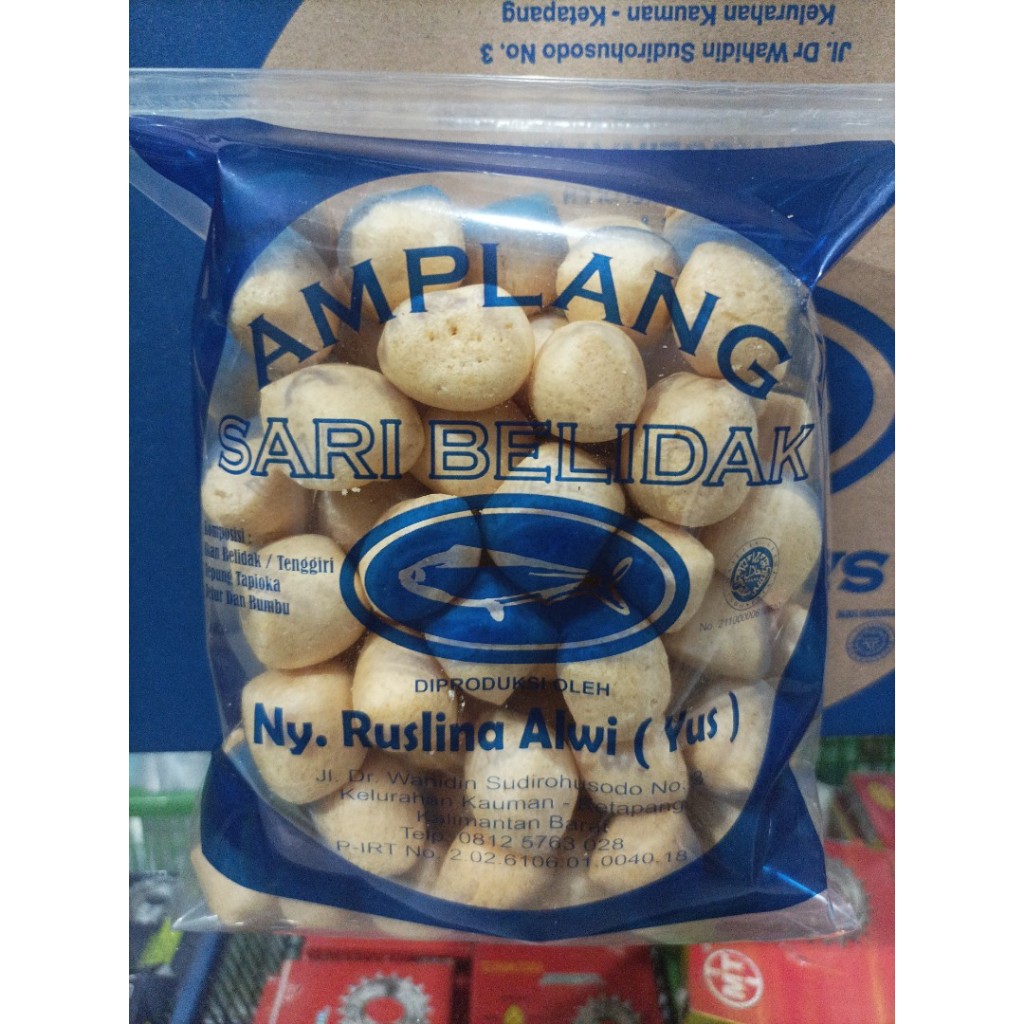 Jl. Dr Wahidin Sudirohusodo No. 3
Kelurahan Kauman - Ketapang
AMPLANG
SARI BELIDAK
Komposisi :
Ikan Belidak / Tenggiri
Tepung Tapioka
Telur Dan Bumbu
DIPRODUKSI OLEH
Ny. Ruslina Alwi ( Yus )
Jl. Dr. Wahidin Sudirohusodo No. 3
Kelurahan Kauman - Ketapang
Kalimantan Barat
Telp. 0812 5763 028
P-IRT No. 2.02.6106.01.0040.18
YS
MT